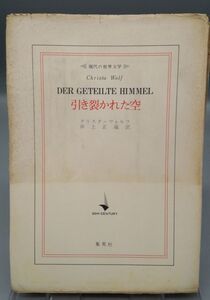 現代の世界文学
Christa Wolf
DER GETEILTE HIMMEL
引き裂かれた空
クリスタ・ヴォルフ
井上正蔵訳
20TH-CENTURY
集英社